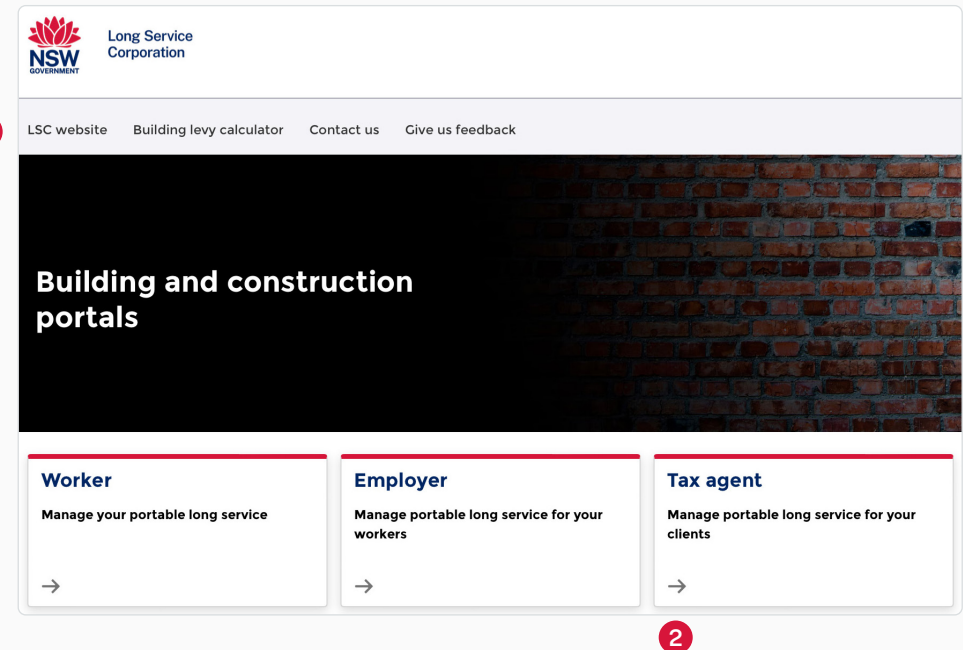 NSW
GOVERNMENT
Long Service
Corporation
LSC website Building levy calculator Contact us Give us feedback
Building and construction
portals
Worker
Manage your portable long service
Employer
Manage portable long service for your
workers
Tax agent
Manage portable long service for your
clients
2